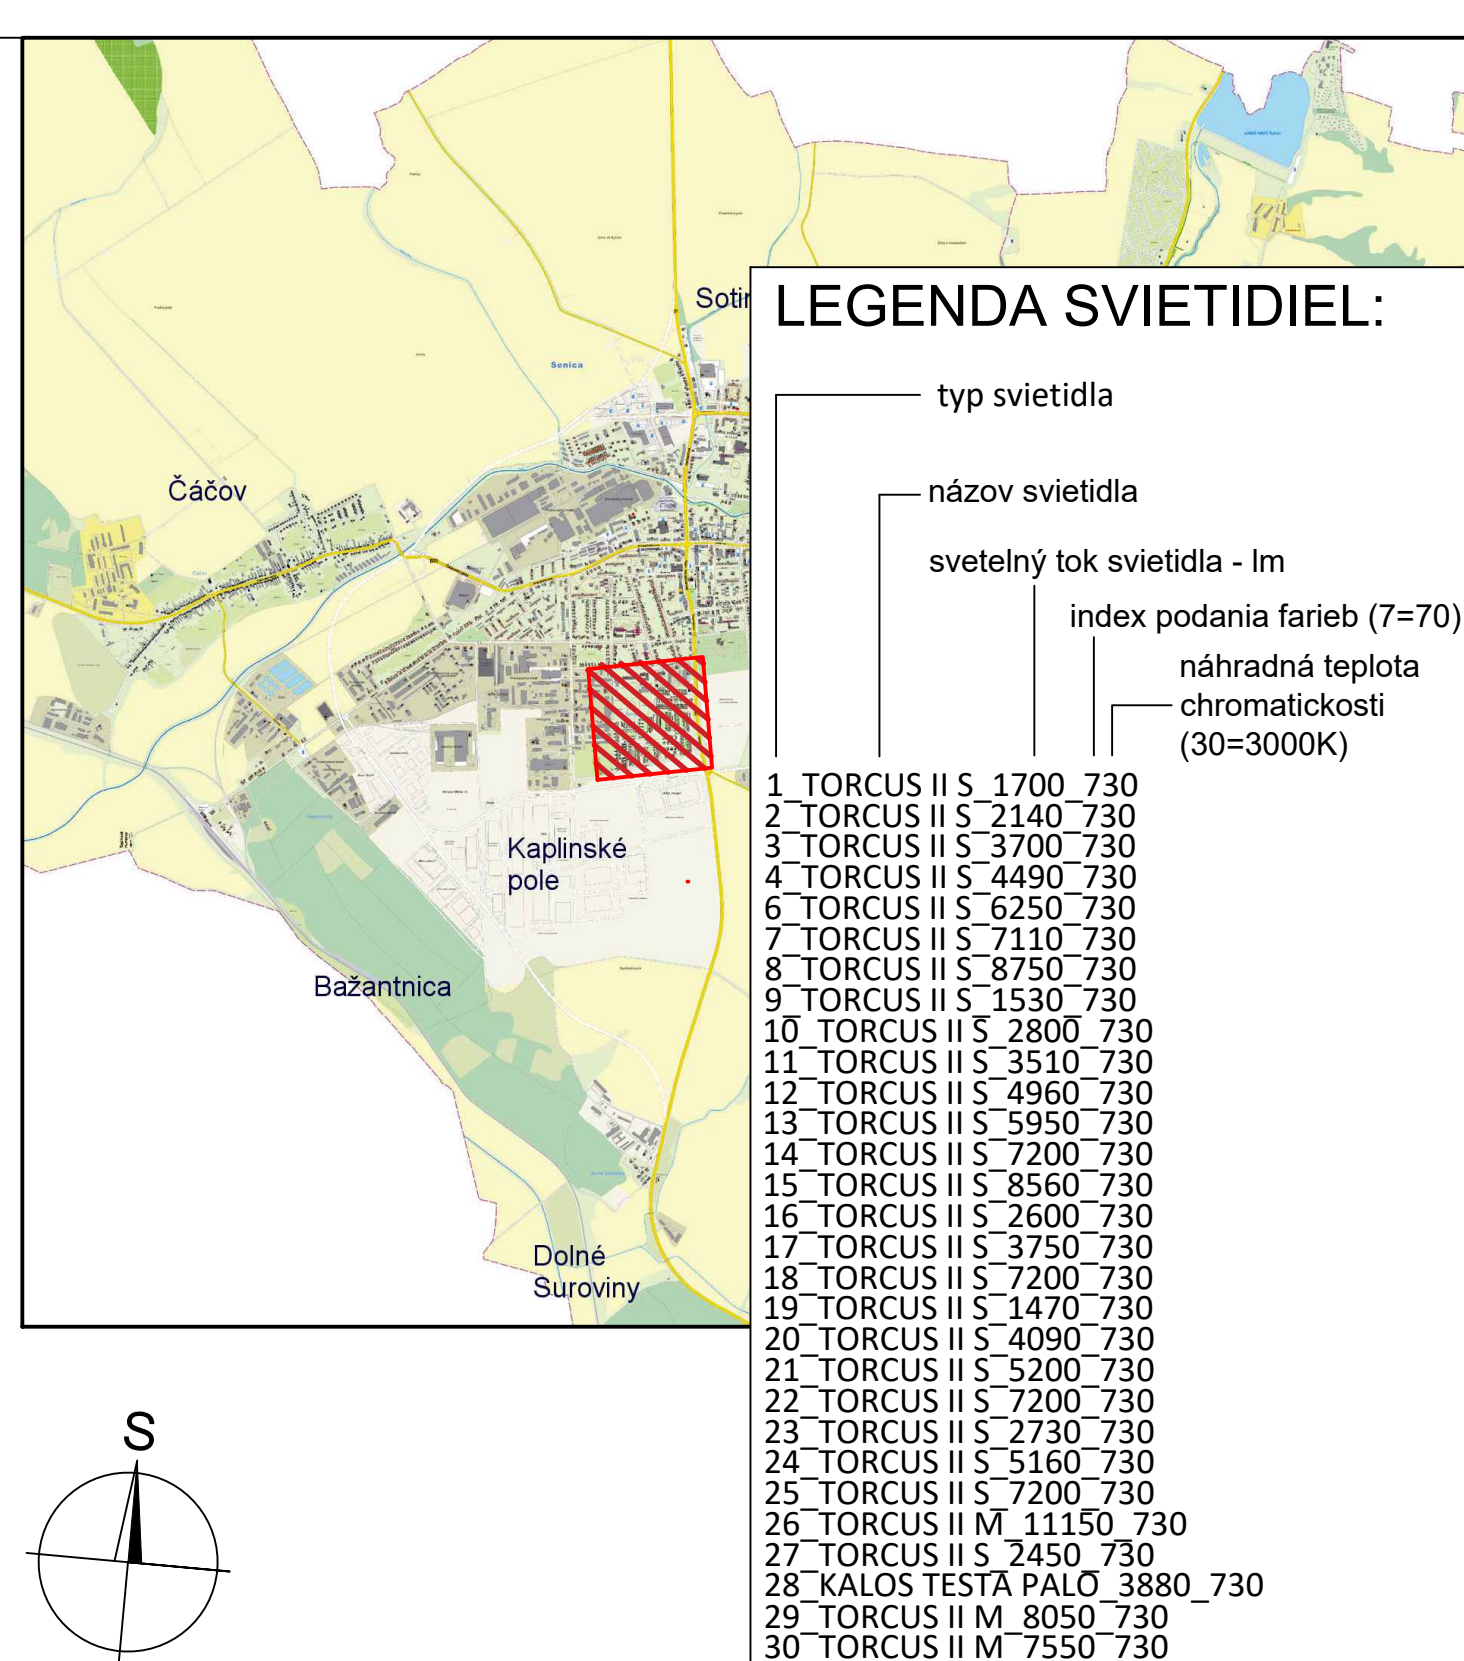 Sotin
Senica
Čáčov
Kaplinské
pole
Bažantnica
Dolné
Suroviny
S
LEGENDA SVIETIDIEL:
typ svietidla
názov svietidla
svetelný tok svietidla - lm
index podania farieb (7=70)
náhradná teplota
chromatickosti
(30=3000K)
1_TORCUS II S_1700_730
2_TORCUS II S_2140_730
3_TORCUS II S_3700_730
4_TORCUS II S_4490_730
6_TORCUS II S_6250_730
7_TORCUS II S_7110_730
8_TORCUS II S_8750_730
9_TORCUS II S_1530_730
10_TORCUS II S_2800_730
11_TORCUS II S_3510_730
12_TORCUS II S_4960_730
13_TORCUS II S_5950_730
14_TORCUS II S_7200_730
15_TORCUS II S_8560_730
16_TORCUS II S_2600_730
17_TORCUS II S_3750_730
18_TORCUS II S_7200_730
19_TORCUS II S_1470_730
20_TORCUS II S_4090_730
21_TORCUS II S_5200_730
22_TORCUS II S_7200_730
23_TORCUS II S_2730_730
24_TORCUS II S_5160_730
25_TORCUS II S_7200_730
26_TORCUS II M_11150_730
27_TORCUS II S_2450_730
28_KALOS TESTA PALO_3880_730
29_TORCUS II M_8050_730
30_TORCUS II M_7550_730